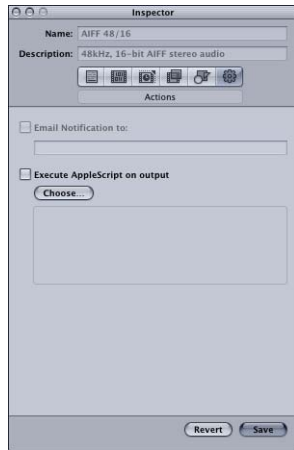 Inspector
Name: AIFF 48/16
Description: 48kHz, 16-bit AIFF stereo audio
Actions
Email Notification to:
Execute AppleScript on output
Choose...
Revert Save